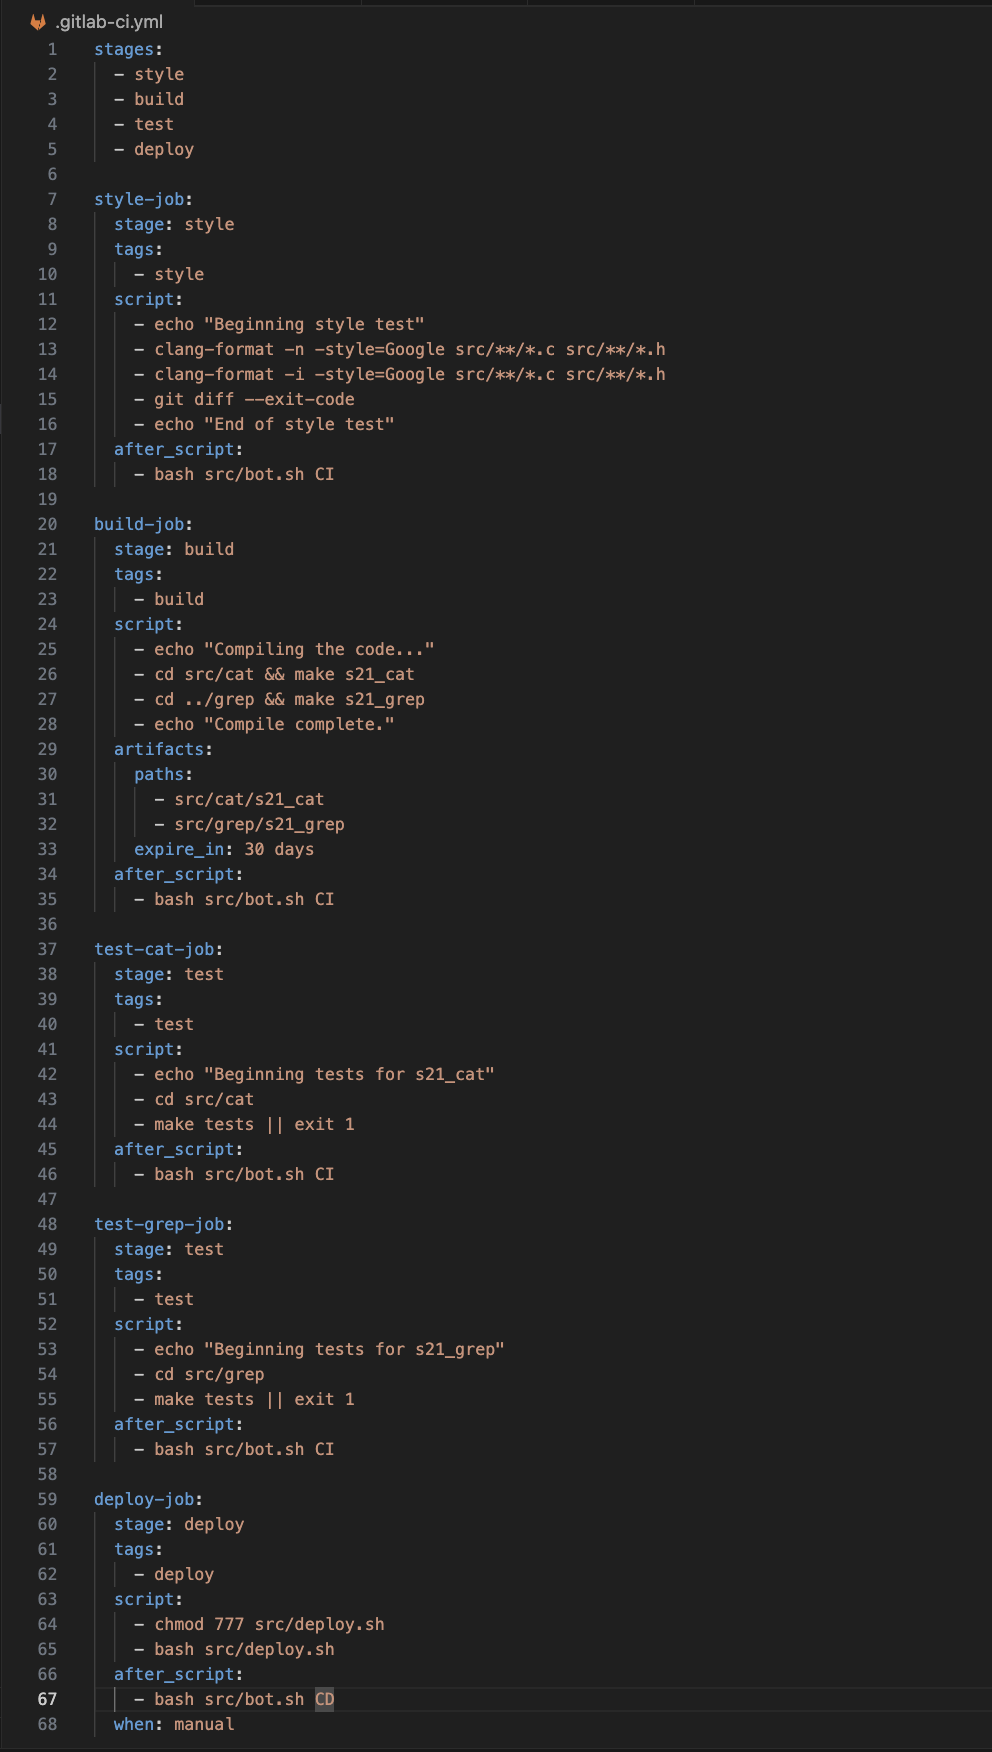 .gitlab-ci.yml
1 stages:
2 - style
3 - build
4 - test
5 - deploy
6
7 style-job:
8 stage: style
9 tags:
10 - style
11 script:
12 - echo "Beginning style test"
13 - clang-format -n -style=Google src/**/*.c src/**/*.h
14 - clang-format -i -style=Google src/**/*.c src/**/*.h
15 - git diff --exit-code
16 - echo "End of style test"
17 after_script:
18 - bash src/bot.sh CI
19
20 build-job:
21 stage: build
22 tags:
23 - build
24 script:
25 - echo "Compiling the code..."
26 - cd src/cat && make s21_cat
27 - cd ../grep && make s21_grep
28 - echo "Compile complete."
29 artifacts:
30 paths:
31 - src/cat/s21_cat
32 - src/grep/s21_grep
33 expire_in: 30 days
34 after_script:
35 - bash src/bot.sh CI
36
37 test-cat-job:
38 stage: test
39 tags:
40 - test
41 script:
42 - echo "Beginning tests for s21_cat"
43 - cd src/cat
44 - make tests || exit 1
45 after_script:
46 - bash src/bot.sh CI
47
48 test-grep-job:
49 stage: test
50 tags:
51 - test
52 script:
53 - echo "Beginning tests for s21_grep"
54 - cd src/grep
55 - make tests || exit 1
56 after_script:
57 - bash src/bot.sh CI
58
59 deploy-job:
60 stage: deploy
61 tags:
62 - deploy
63 script:
64 - chmod 777 src/deploy.sh
65 - bash src/deploy.sh
66 after_script:
67 - bash src/bot.sh CD
68 when: manual